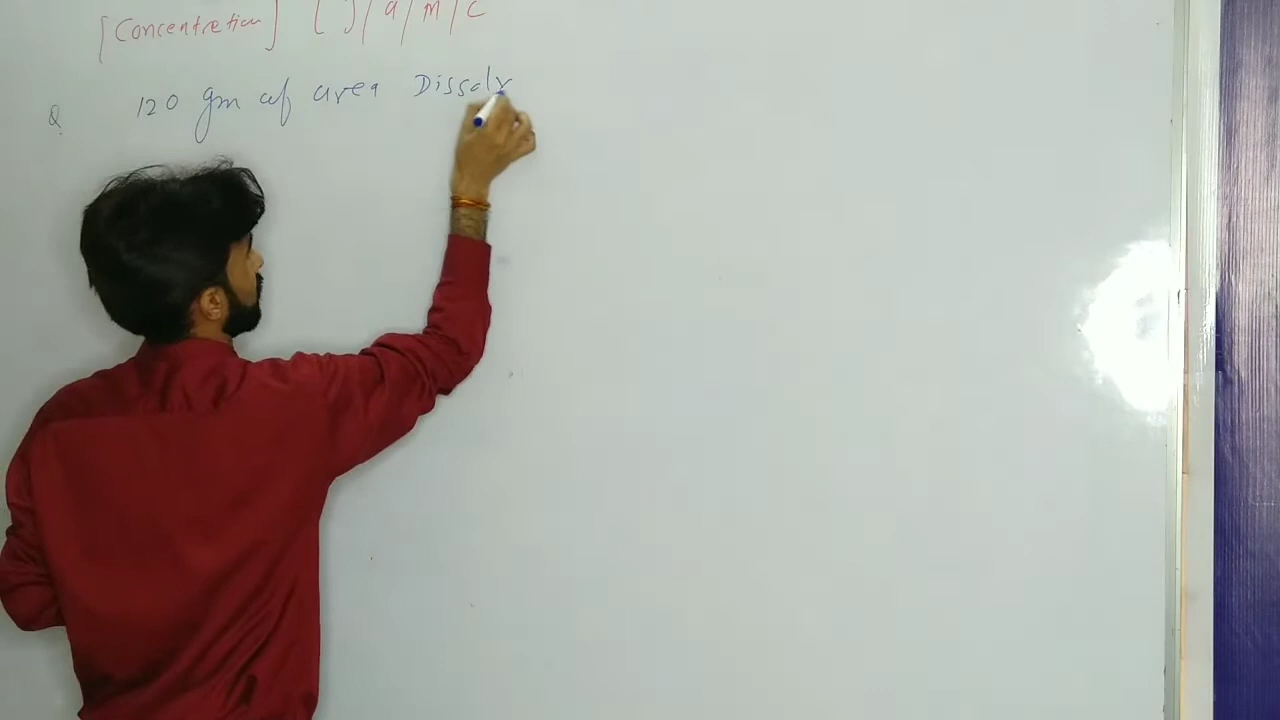 [Concentration] [ ] / a / m / C
Q 120 gm of urea Dissolv